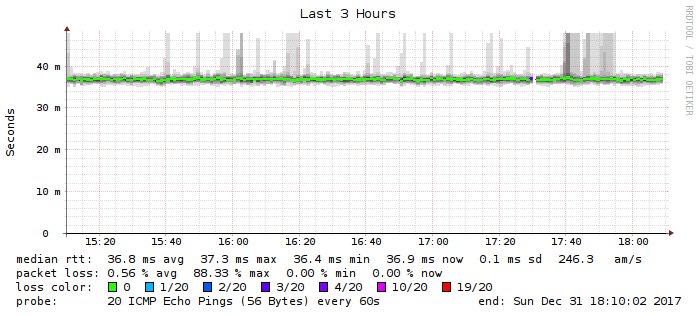 Last 3 Hours
RRDTOOL / TOBI OETIKER
Seconds
40 m
30 m
20 m
10 m
0
15:20 15:40 16:00 16:20 16:40 17:00 17:20 17:40 18:00
median rtt: 36.8 ms avg 37.3 ms max 36.4 ms min 36.9 ms now 0.1 ms sd 246.3 am/s
packet loss: 0.56 % avg 88.33 % max 0.00 % min 0.00 % now
loss color: 0 1/20 2/20 3/20 4/20 10/20 19/20
probe: 20 ICMP Echo Pings (56 Bytes) every 60s end: Sun Dec 31 18:10:02 2017